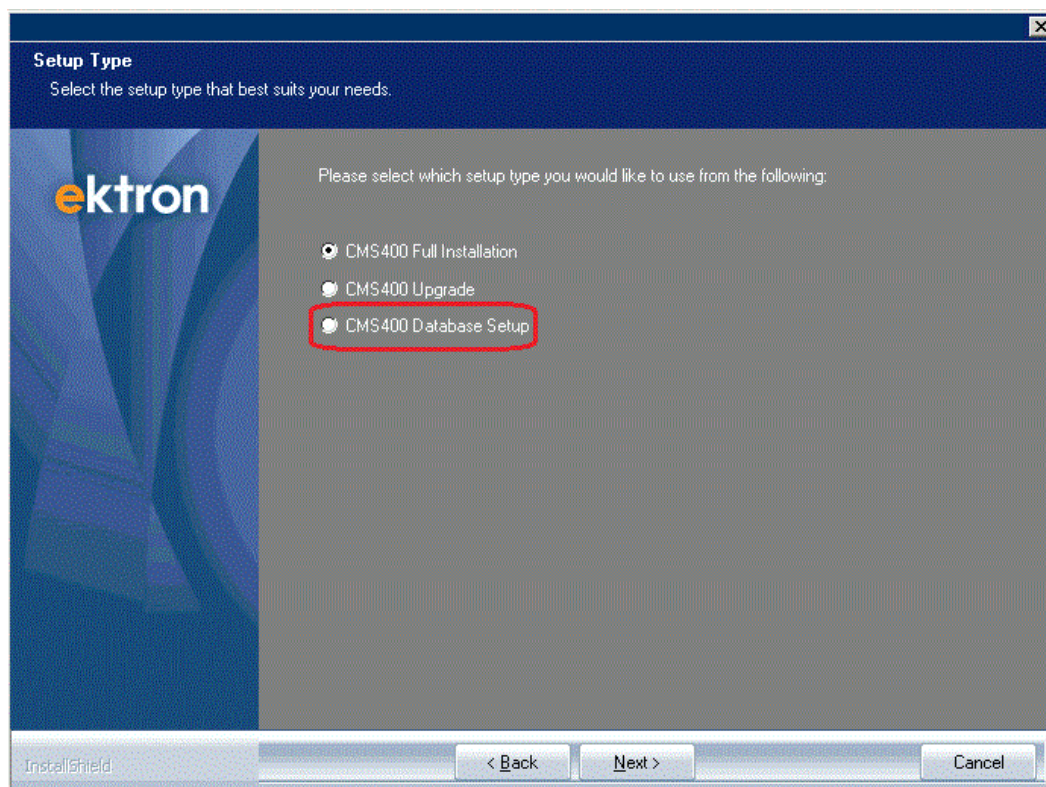 Setup Type
Select the setup type that best suits your needs.
ektron
Please select which setup type you would like to use from the following:
CMS400 Full Installation
CMS400 Upgrade
CMS400 Database Setup
InstallShield
< Back
Next >
Cancel